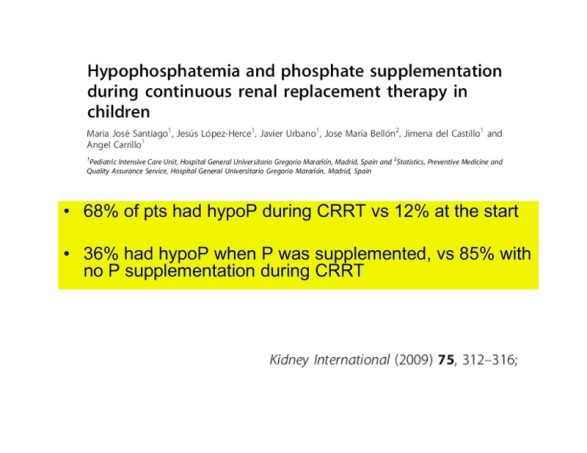 Hypophosphatemia and phosphate supplementation
during continuous renal replacement therapy in
children
Maria José Santiago¹, Jesús López-Herce¹, Javier Urbano¹, Jose María Bellón², Jimena del Castillo¹ and
Angel Carrillo¹
¹Pediatric Intensive Care Unit, Hospital General Universitario Gregorio Marañón, Madrid, Spain and ²Statistics, Preventive Medicine and
Quality Assurance Service, Hospital General Universitario Gregorio Marañón, Madrid, Spain
• 68% of pts had hypoP during CRRT vs 12% at the start
• 36% had hypoP when P was supplemented, vs 85% with
no P supplementation during CRRT
Kidney International (2009) 75, 312–316;